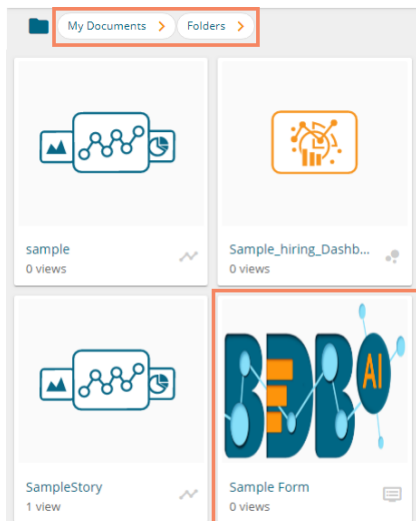 My Documents > Folders >
sample
0 views
Sample_hiring_Dashb...
0 views
BDB AI
SampleStory
1 view
Sample Form
0 views